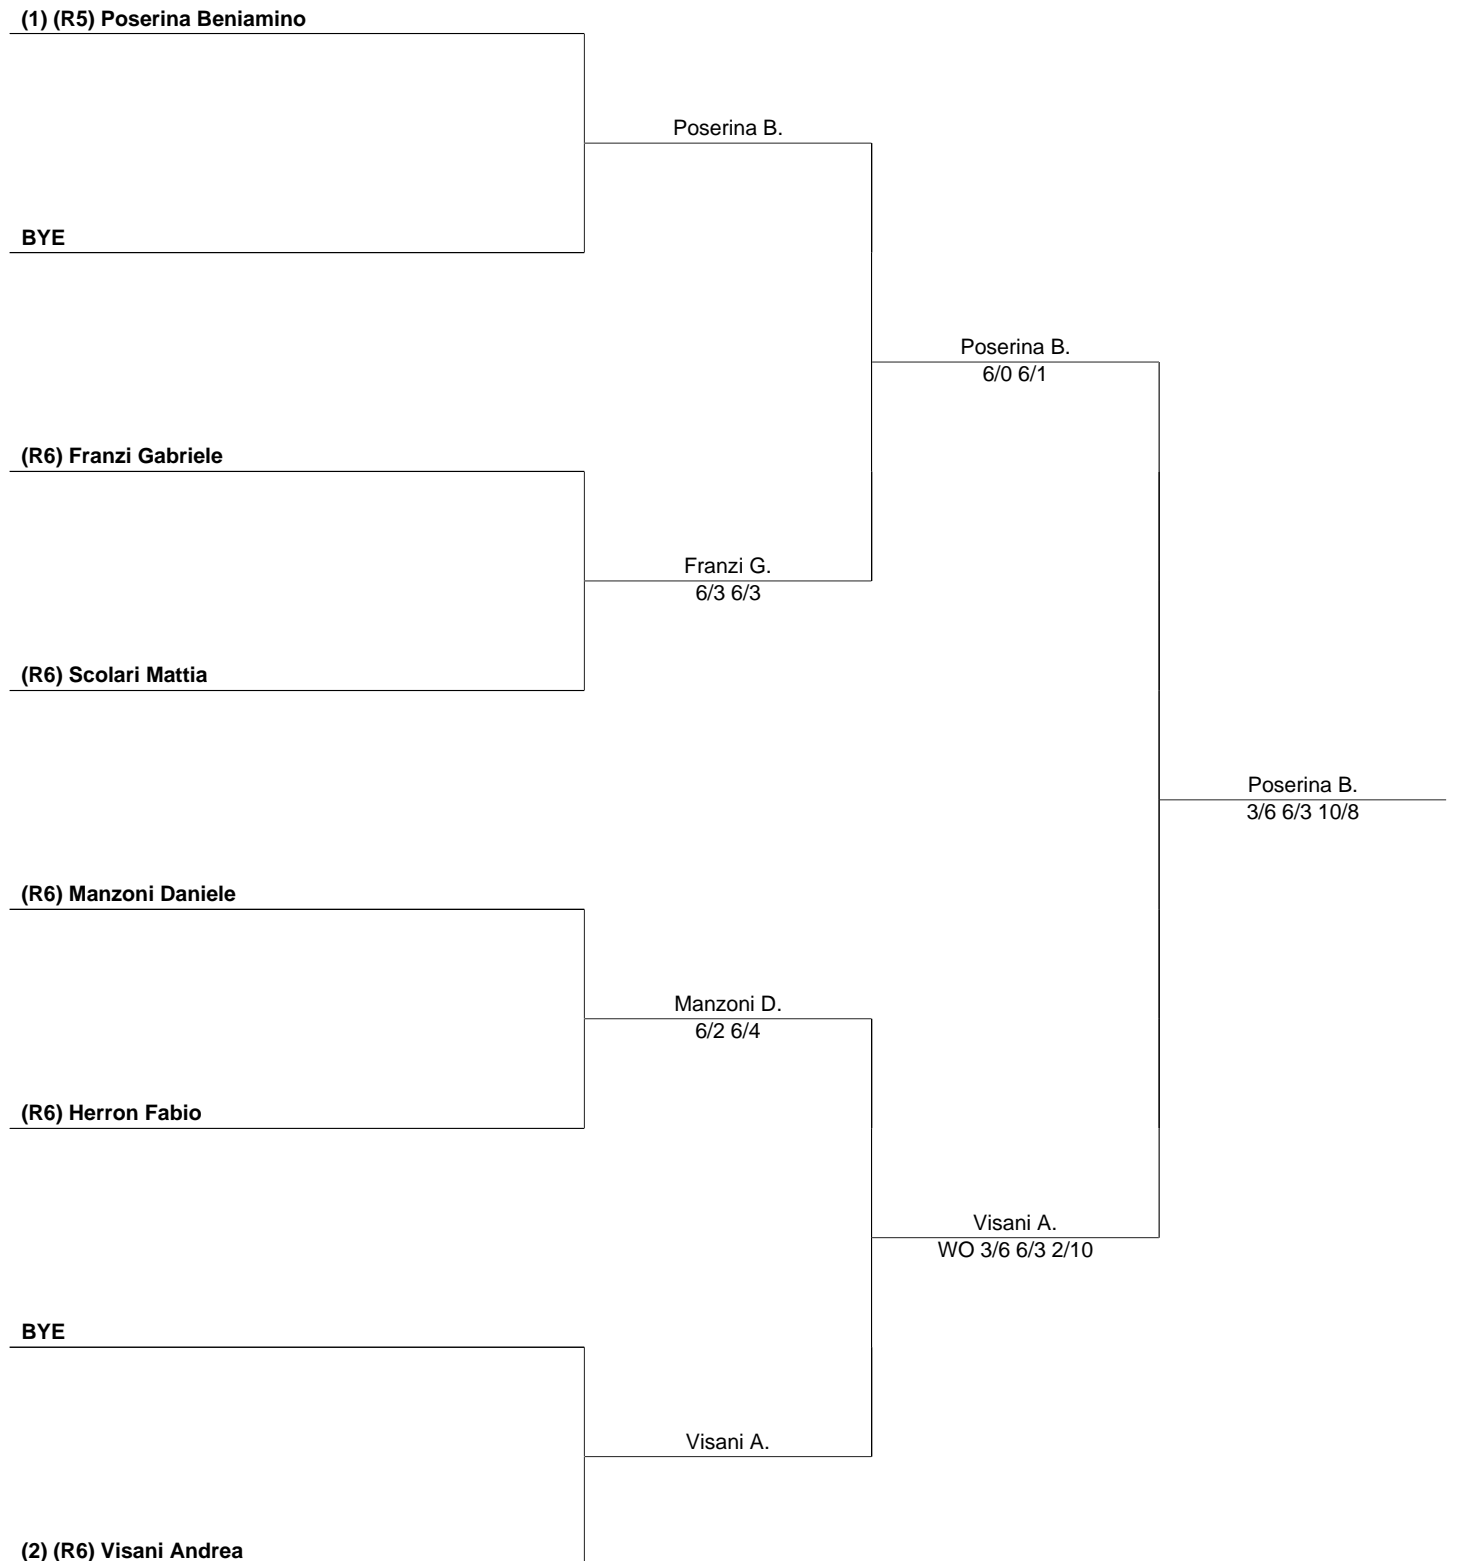 (1) (R5) Poserina Beniamino
Poserina B.
BYE
Poserina B.
6/0 6/1
(R6) Franzi Gabriele
Franzi G.
6/3 6/3
(R6) Scolari Mattia
Poserina B.
3/6 6/3 10/8
(R6) Manzoni Daniele
Manzoni D.
6/2 6/4
(R6) Herron Fabio
Visani A.
WO 3/6 6/3 2/10
BYE
Visani A.
(2) (R6) Visani Andrea